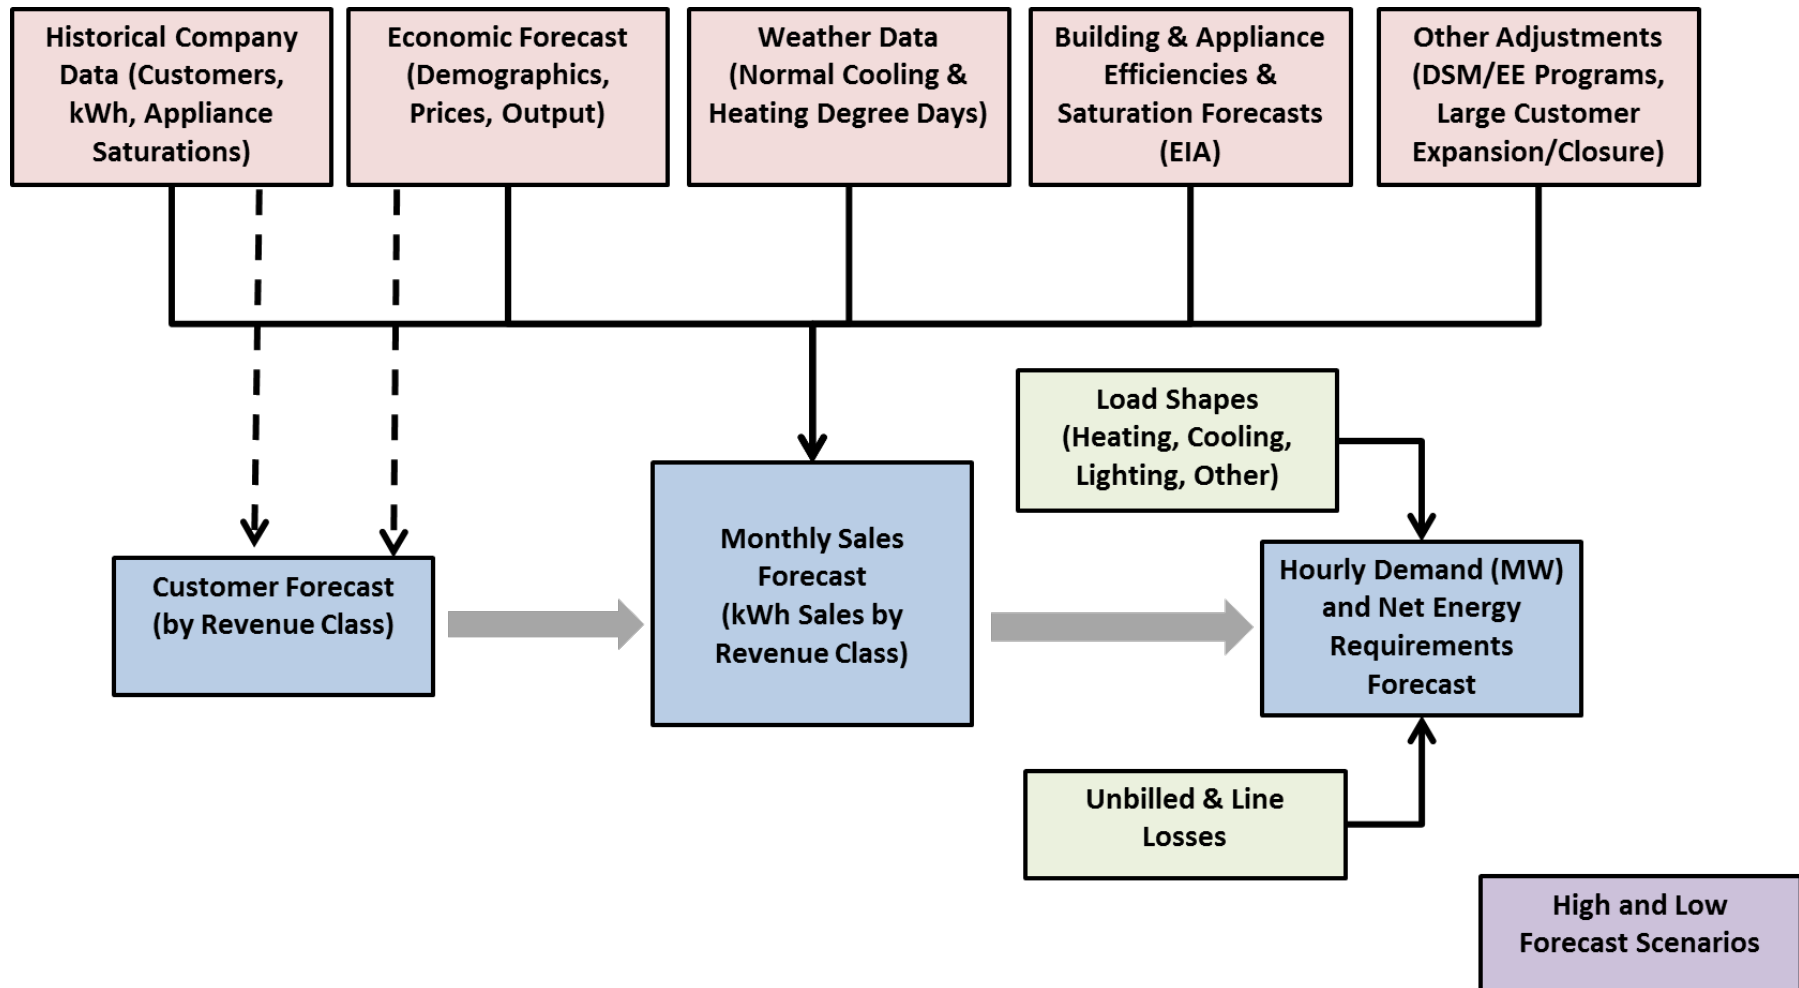 Historical Company
Data (Customers,
kWh, Appliance
Saturations)
Economic Forecast
(Demographics,
Prices, Output)
Weather Data
(Normal Cooling &
Heating Degree Days)
Building & Appliance
Efficiencies &
Saturation Forecasts
(EIA)
Other Adjustments
(DSM/EE Programs,
Large Customer
Expansion/Closure)
Load Shapes
(Heating, Cooling,
Lighting, Other)
Customer Forecast
(by Revenue Class)
Monthly Sales
Forecast
(kWh Sales by
Revenue Class)
Hourly Demand (MW)
and Net Energy
Requirements
Forecast
Unbilled & Line
Losses
High and Low
Forecast Scenarios